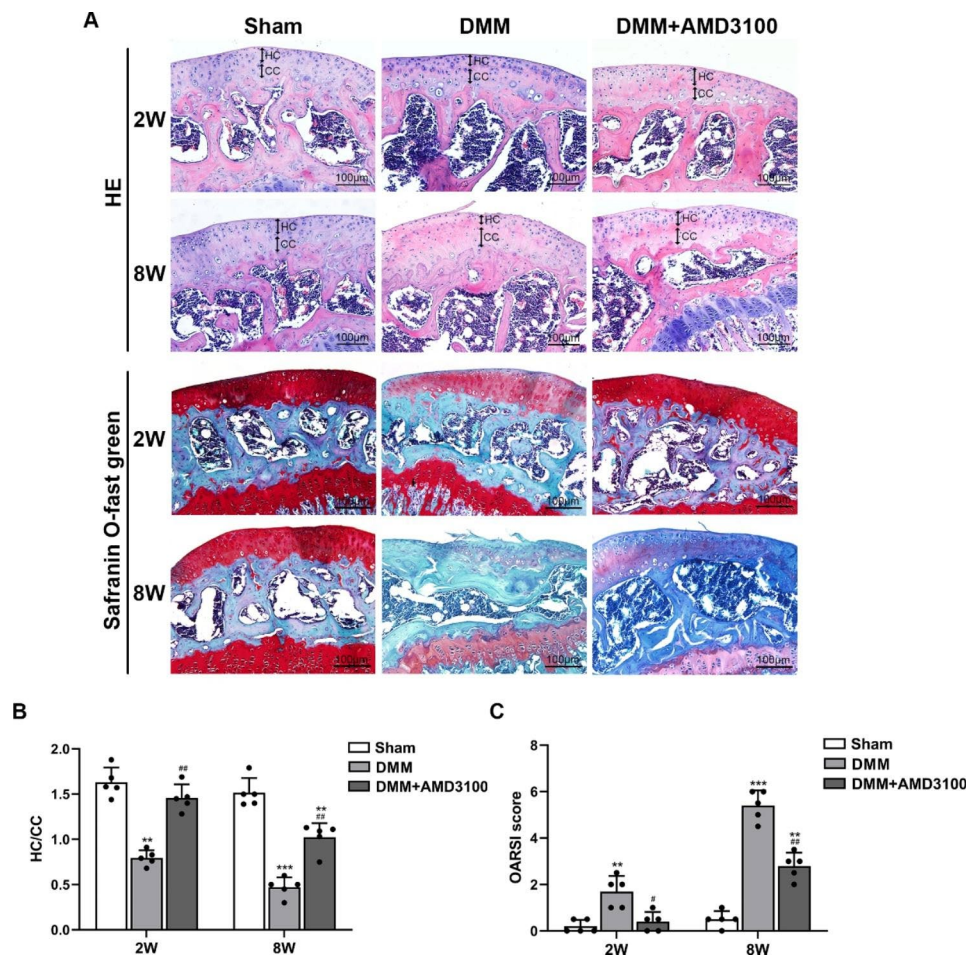 A
Sham
DMM
DMM+AMD3100
HE
2W
HC
CC
100μm
HC
CC
100μm
HC
CC
100μm
8W
HC
CC
100μm
HC
CC
100μm
HC
CC
100μm
Safranin O-fast green
2W
100μm
100μm
100μm
8W
100μm
100μm
100μm
B
HC/CC
2.0
1.5
1.0
0.5
0.0
**
##
***
**
##
2W
8W
Sham
DMM
DMM+AMD3100
C
OARSI score
8
6
4
2
0
**
#
***
**
##
2W
8W
Sham
DMM
DMM+AMD3100